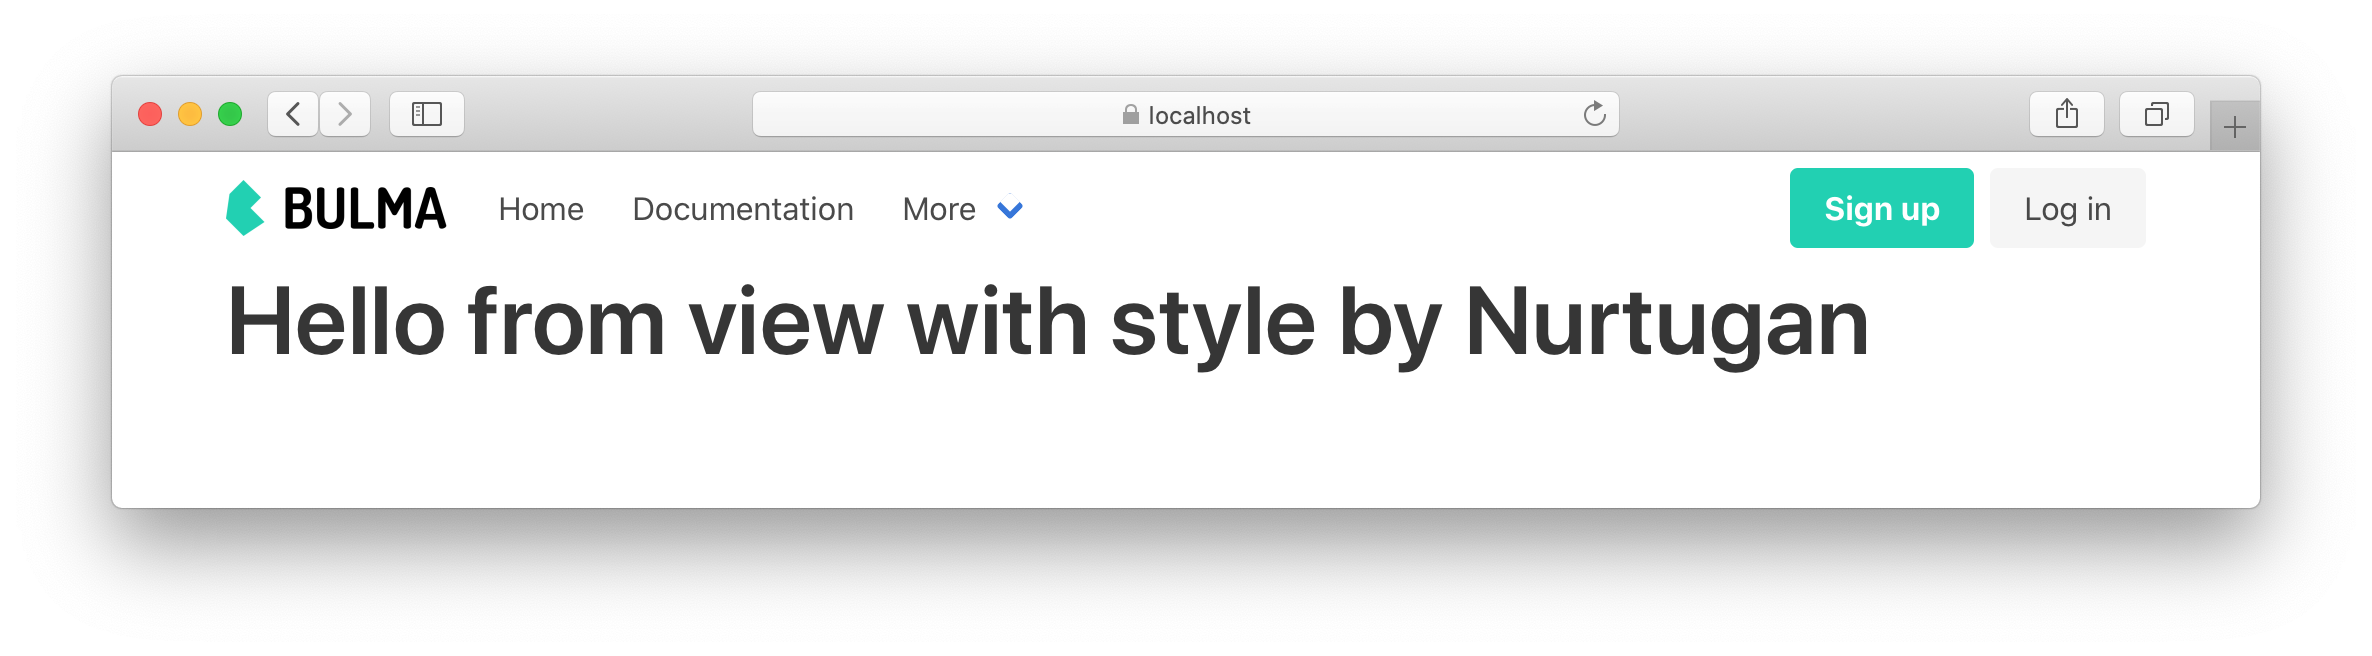 localhost
BULMA Home Documentation More Sign up Log in
Hello from view with style by Nurtugan